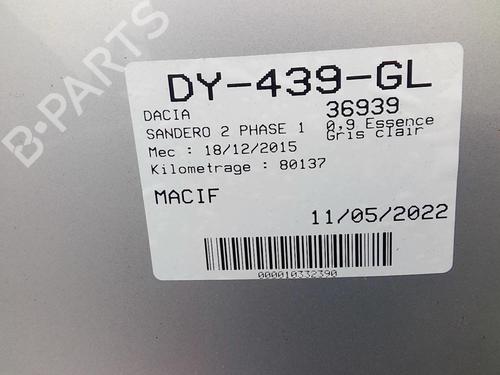 DY-439-GL
DACIA 36939
SANDERO 2 PHASE 1 0,9 Essence
Mec : 18/12/2015 Gris clair
Kilometrage : 80137
MACIF
11/05/2022
000010332390
B-PARTS